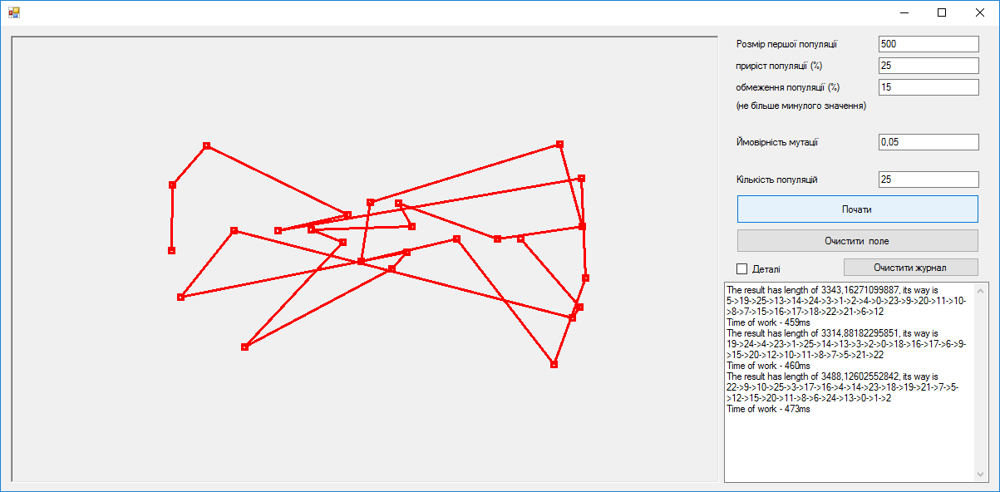 Розмір першої популяції
500
приріст популяції (%)
25
обмеження популяції (%)
15
(не більше минулого значення)
Ймовірність мутації
0,05
Кількість популяцій
25
Почати
Очистити поле
Деталі
Очистити журнал
The result has length of 3343,16271099887, its way is
5->19->25->13->14->24->3->1->2->4->0->23->9->20->11->10-
>8->7->15->16->17->18->22->21->6->12
Time of work - 459ms
The result has length of 3314,88182295851, its way is
19->24->4->23->1->25->14->13->3->2->0->18->16->17->6->9-
>15->20->12->10->11->8->7->5->21->22
Time of work - 460ms
The result has length of 3488,12602552842, its way is
22->9->10->25->3->17->16->4->14->23->18->19->21->7->5-
>12->15->20->11->8->6->24->13->0->1->2
Time of work - 473ms